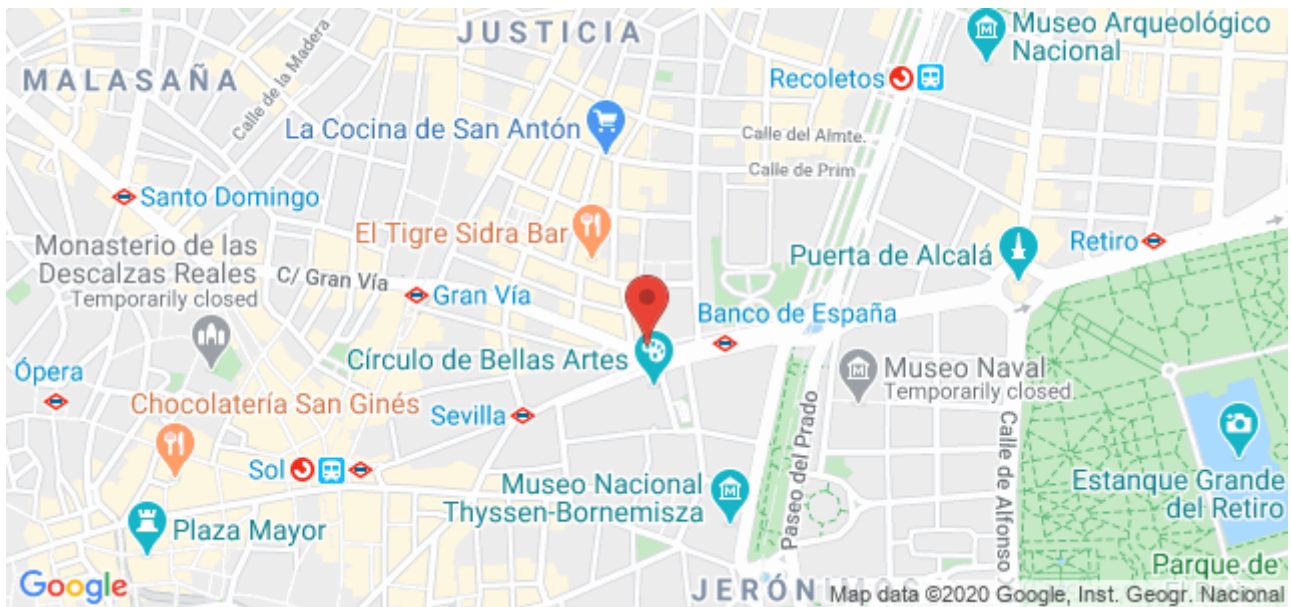 JUSTICIA
Museo Arqueológico
Nacional
MALASAÑA
Calle de la Madera
Recoletos
La Cocina de San Antón
Calle del Almte.
Calle de Prim
Santo Domingo
El Tigre Sidra Bar
Monasterio de las
Descalzas Reales
Temporarily closed
C/ Gran Vía
Puerta de Alcalá
Retiro
Gran Vía
Banco de España
Círculo de Bellas Artes
Museo Naval
Temporarily closed
Ópera
Chocolatería San Ginés
Sevilla
Paseo del Prado
Calle de Alfonso X
Sol
Museo Nacional
Thyssen-Bornemisza
Estanque Grande
del Retiro
Plaza Mayor
Parque de
Google
Map data ©2020 Google, Inst. Geogr. Nacional